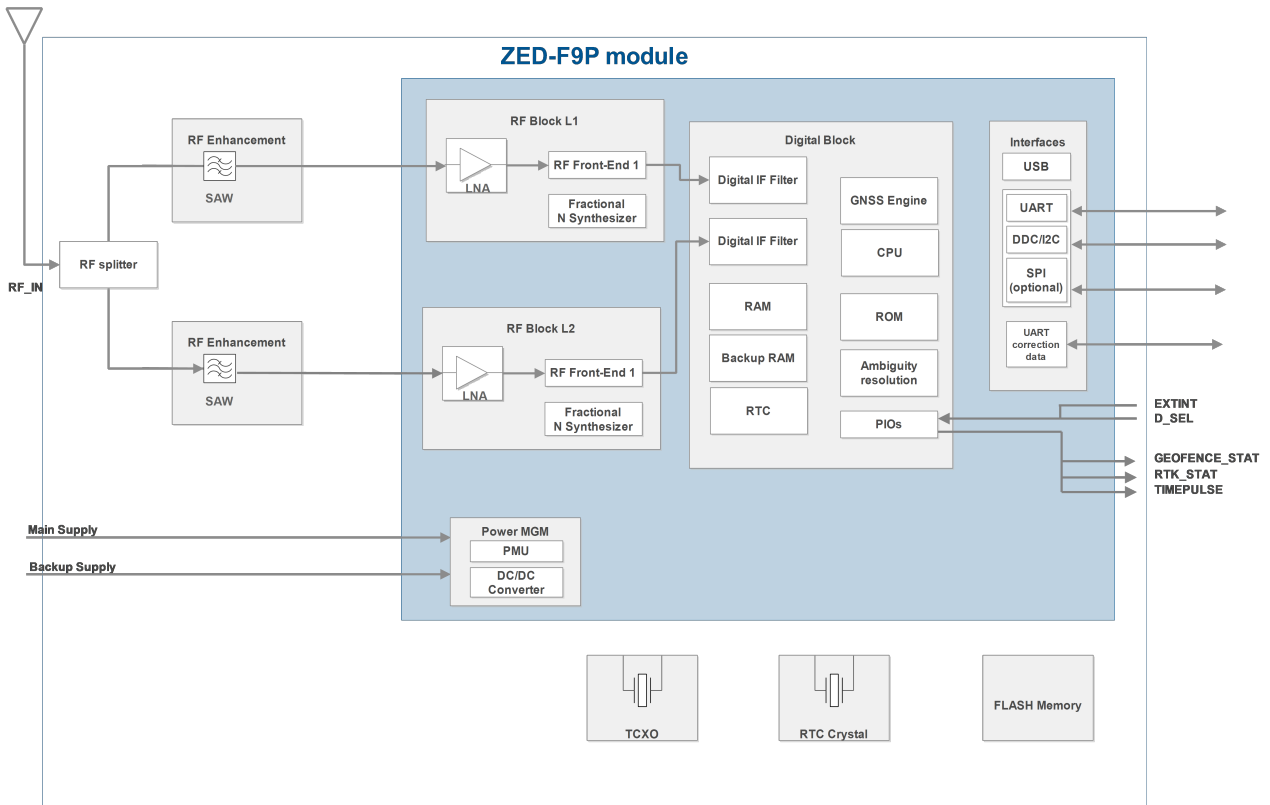 ZED-F9P module
RF_IN
RF splitter
RF Enhancement
SAW
RF Enhancement
SAW
RF Block L1
LNA
RF Front-End 1
Fractional
N Synthesizer
RF Block L2
LNA
RF Front-End 1
Fractional
N Synthesizer
Digital Block
Digital IF Filter
Digital IF Filter
RAM
Backup RAM
RTC
GNSS Engine
CPU
ROM
Ambiguity
resolution
PIOs
Interfaces
USB
UART
DDC/I2C
SPI
(optional)
UART
correction
data
EXTINT
D_SEL
GEOFENCE_STAT
RTK_STAT
TIMEPULSE
Main Supply
Backup Supply
Power MGM
PMU
DC/DC
Converter
TCXO
RTC Crystal
FLASH Memory